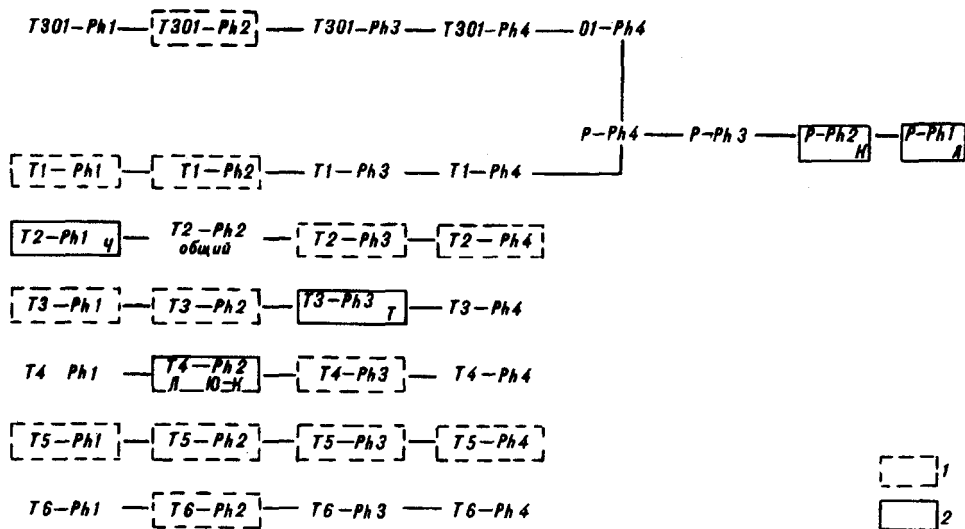 T301-Ph1 T301-Ph2 T301-Ph3 T301-Ph4 01-Ph4
P-Ph4 P-Ph3 P-Ph2 P-Ph1
Н А
T1-Ph1 T1-Ph2 T1-Ph3 T1-Ph4
T2-Ph1 Ч T2-Ph2 T2-Ph3 T2-Ph4
общий
T3-Ph1 T3-Ph2 T3-Ph3 T3-Ph4
Т
T4 Ph1 T4-Ph2 T4-Ph3 T4-Ph4
Л Ю-Н
T5-Ph1 T5-Ph2 T5-Ph3 T5-Ph4
1
T6-Ph1 T6-Ph2 T6-Ph3 T6-Ph4
2